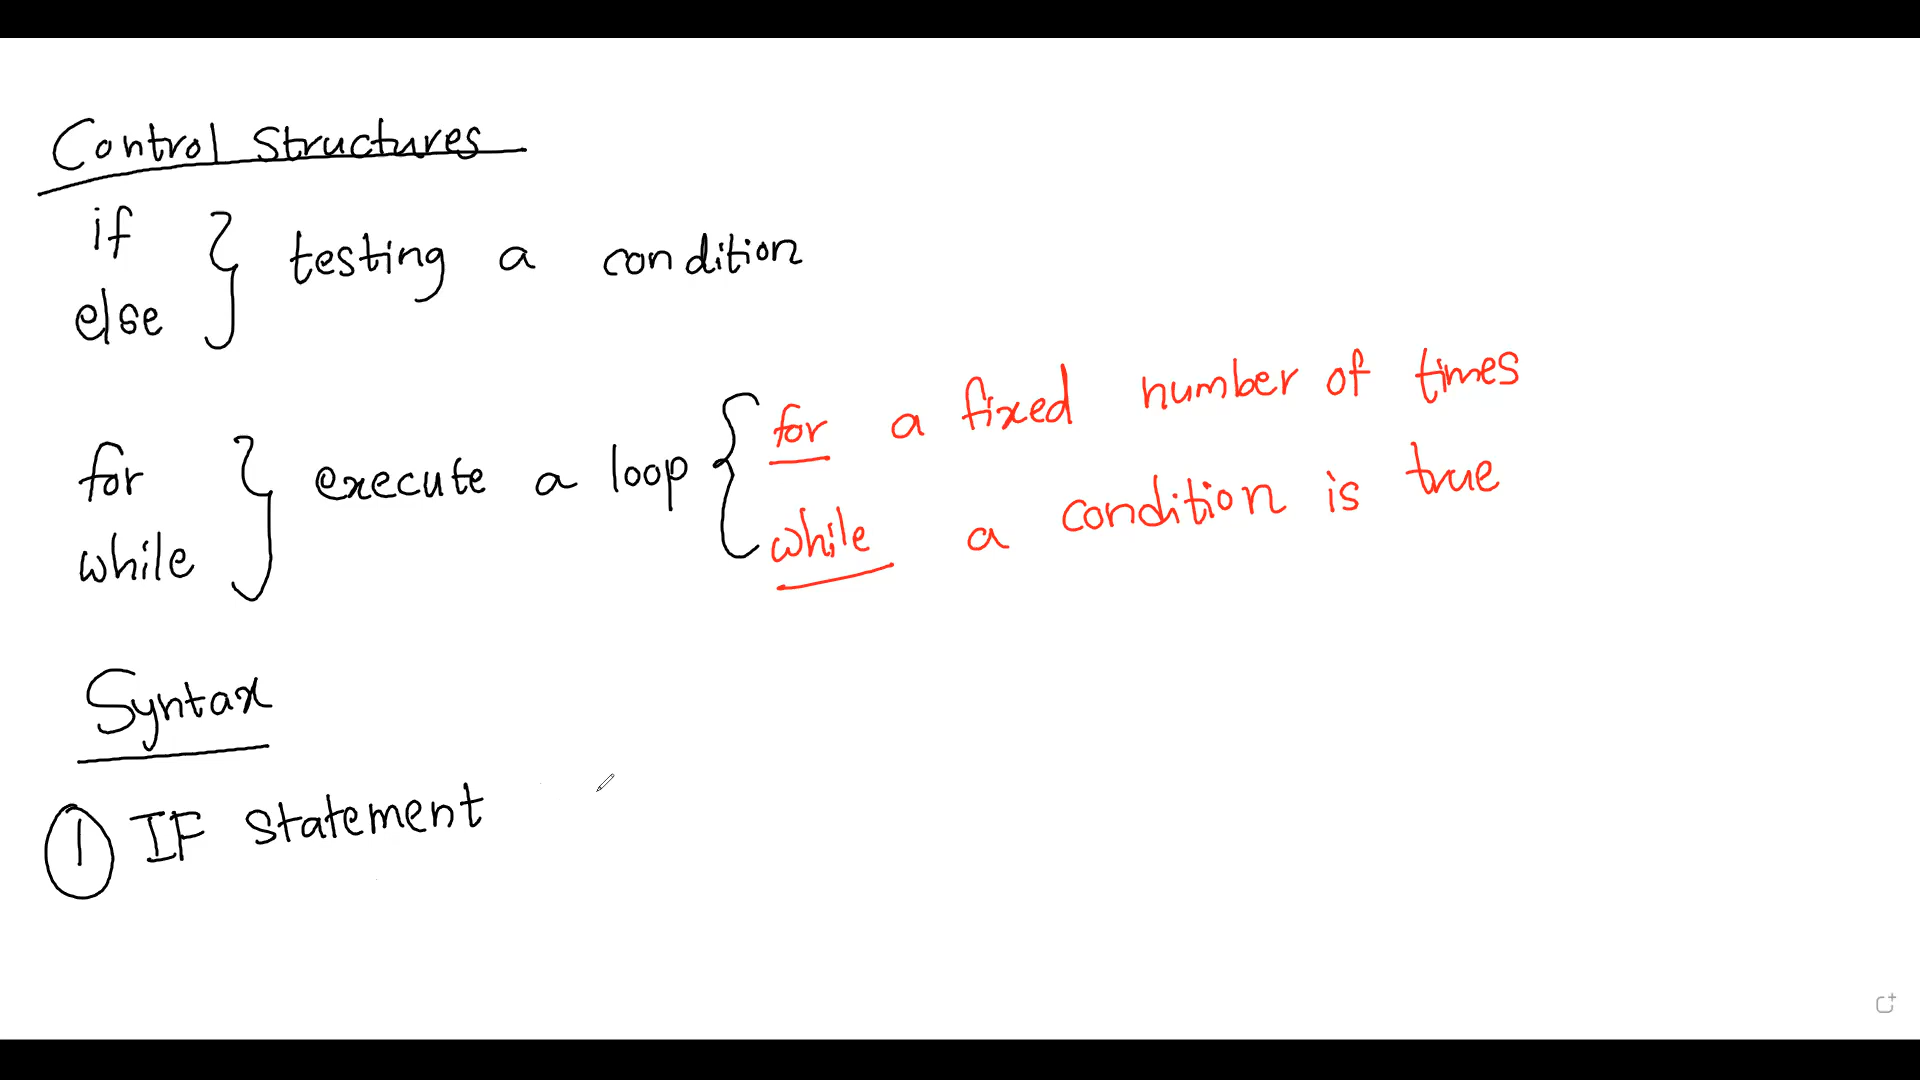 Control Structures
if
else
testing a condition
for
while
execute a loop
for a fixed number of times
while a condition is true
Syntax
1 IF statement